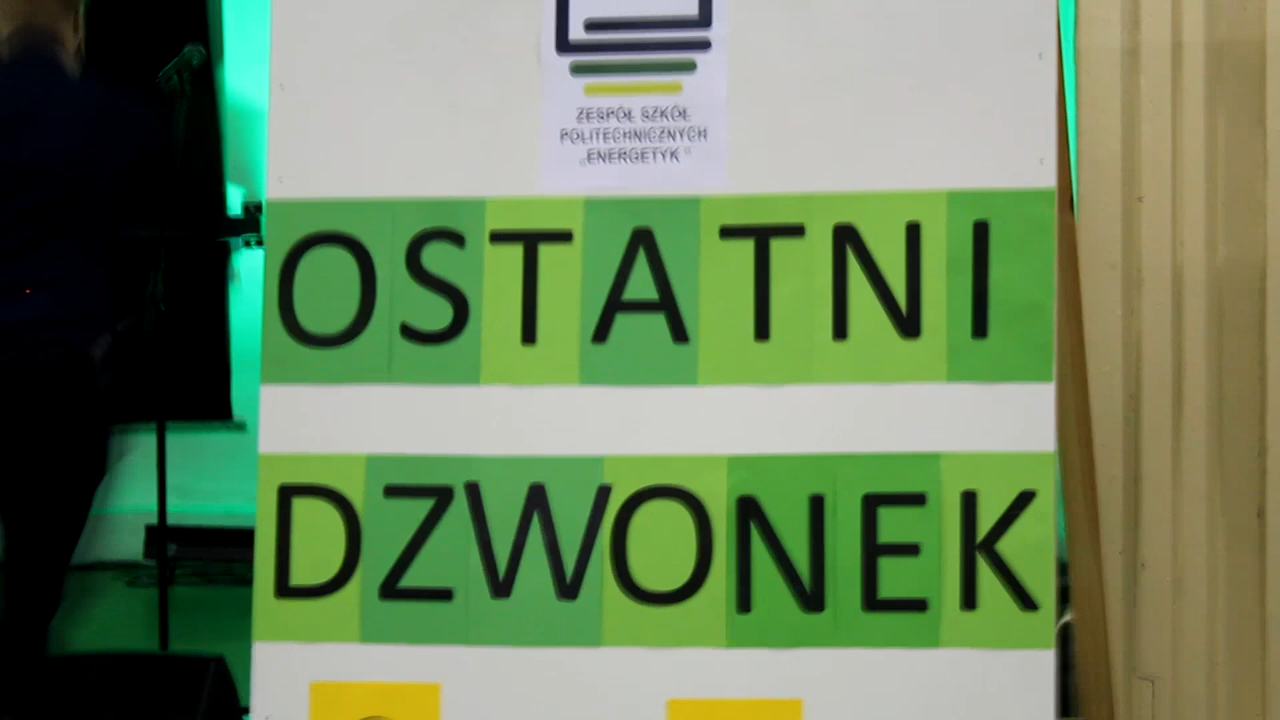 ZESPÓŁ SZKÓŁ
POLITECHNICZNYCH
„ENERGETYK"
OSTATNI
DZWONEK